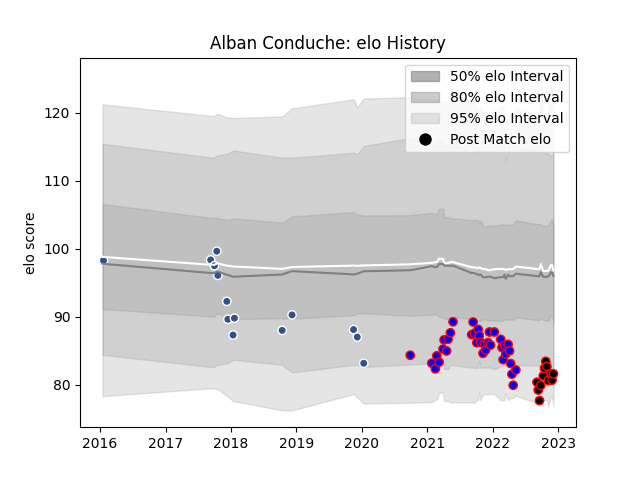 Alban Conduche: elo History
50% elo Interval
80% elo Interval
95% elo Interval
Post Match elo
elo score
120
110
100
90
80
2016 2017 2018 2019 2020 2021 2022 2023